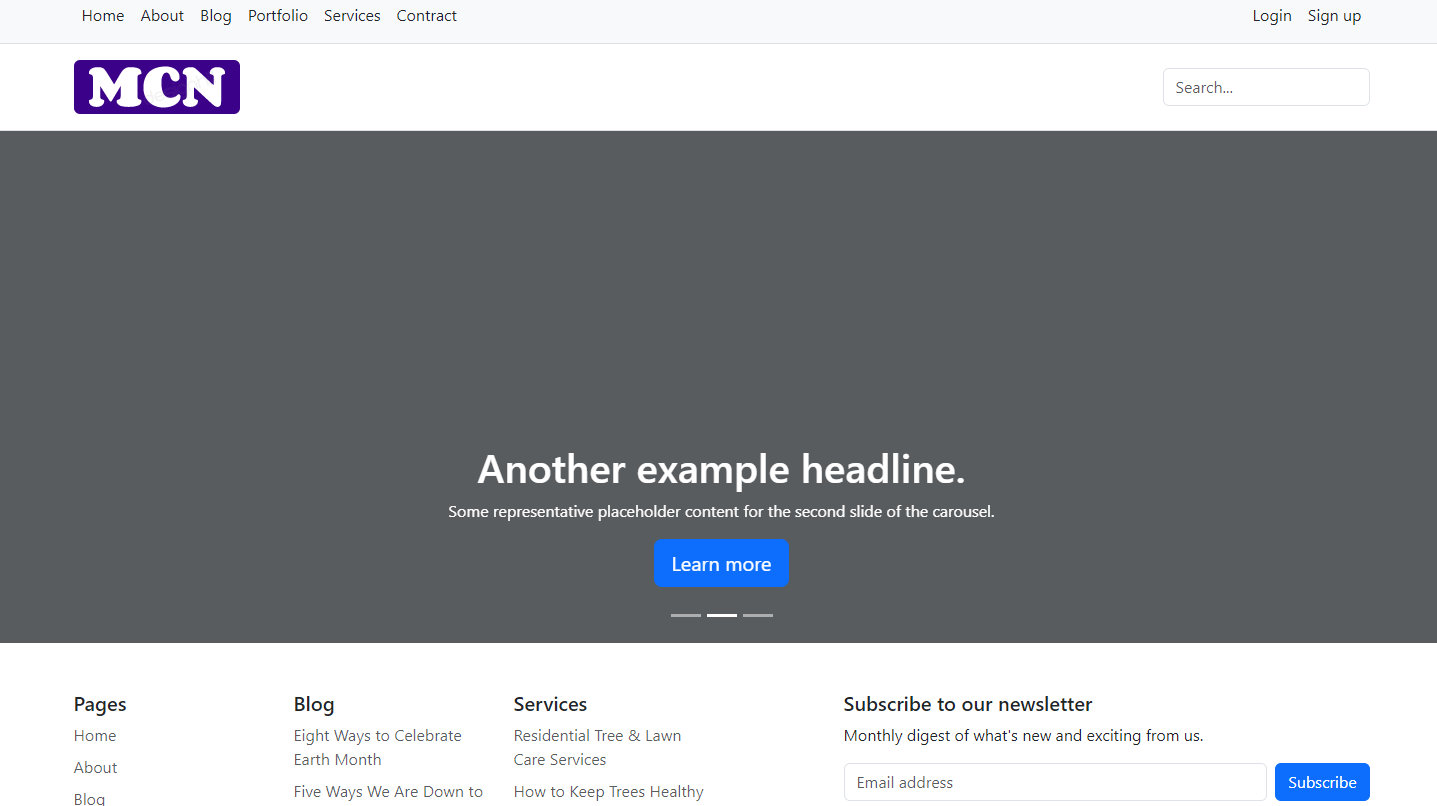 Home About Blog Portfolio Services Contract Login Sign up
MCN
Search...
Another example headline.
Some representative placeholder content for the second slide of the carousel.
Learn more
Pages
Home
About
Blog
Blog
Eight Ways to Celebrate
Earth Month
Five Ways We Are Down to
Services
Residential Tree & Lawn
Care Services
How to Keep Trees Healthy
Subscribe to our newsletter
Monthly digest of what's new and exciting from us.
Email address
Subscribe